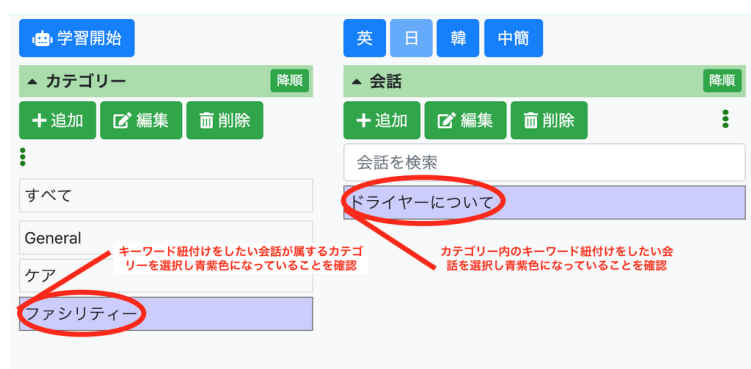 学習開始
英 日 韓 中簡
カテゴリー 降順
会話 降順
追加 編集 削除
追加 編集 削除
会話を検索
すべて
ドライヤーについて
General
キーワード紐付けをしたい会話が属するカテゴ
リーを選択し青紫色になっていることを確認
カテゴリー内のキーワード紐付けをしたい会
話を選択し青紫色になっていることを確認
ケア
ファシリティー